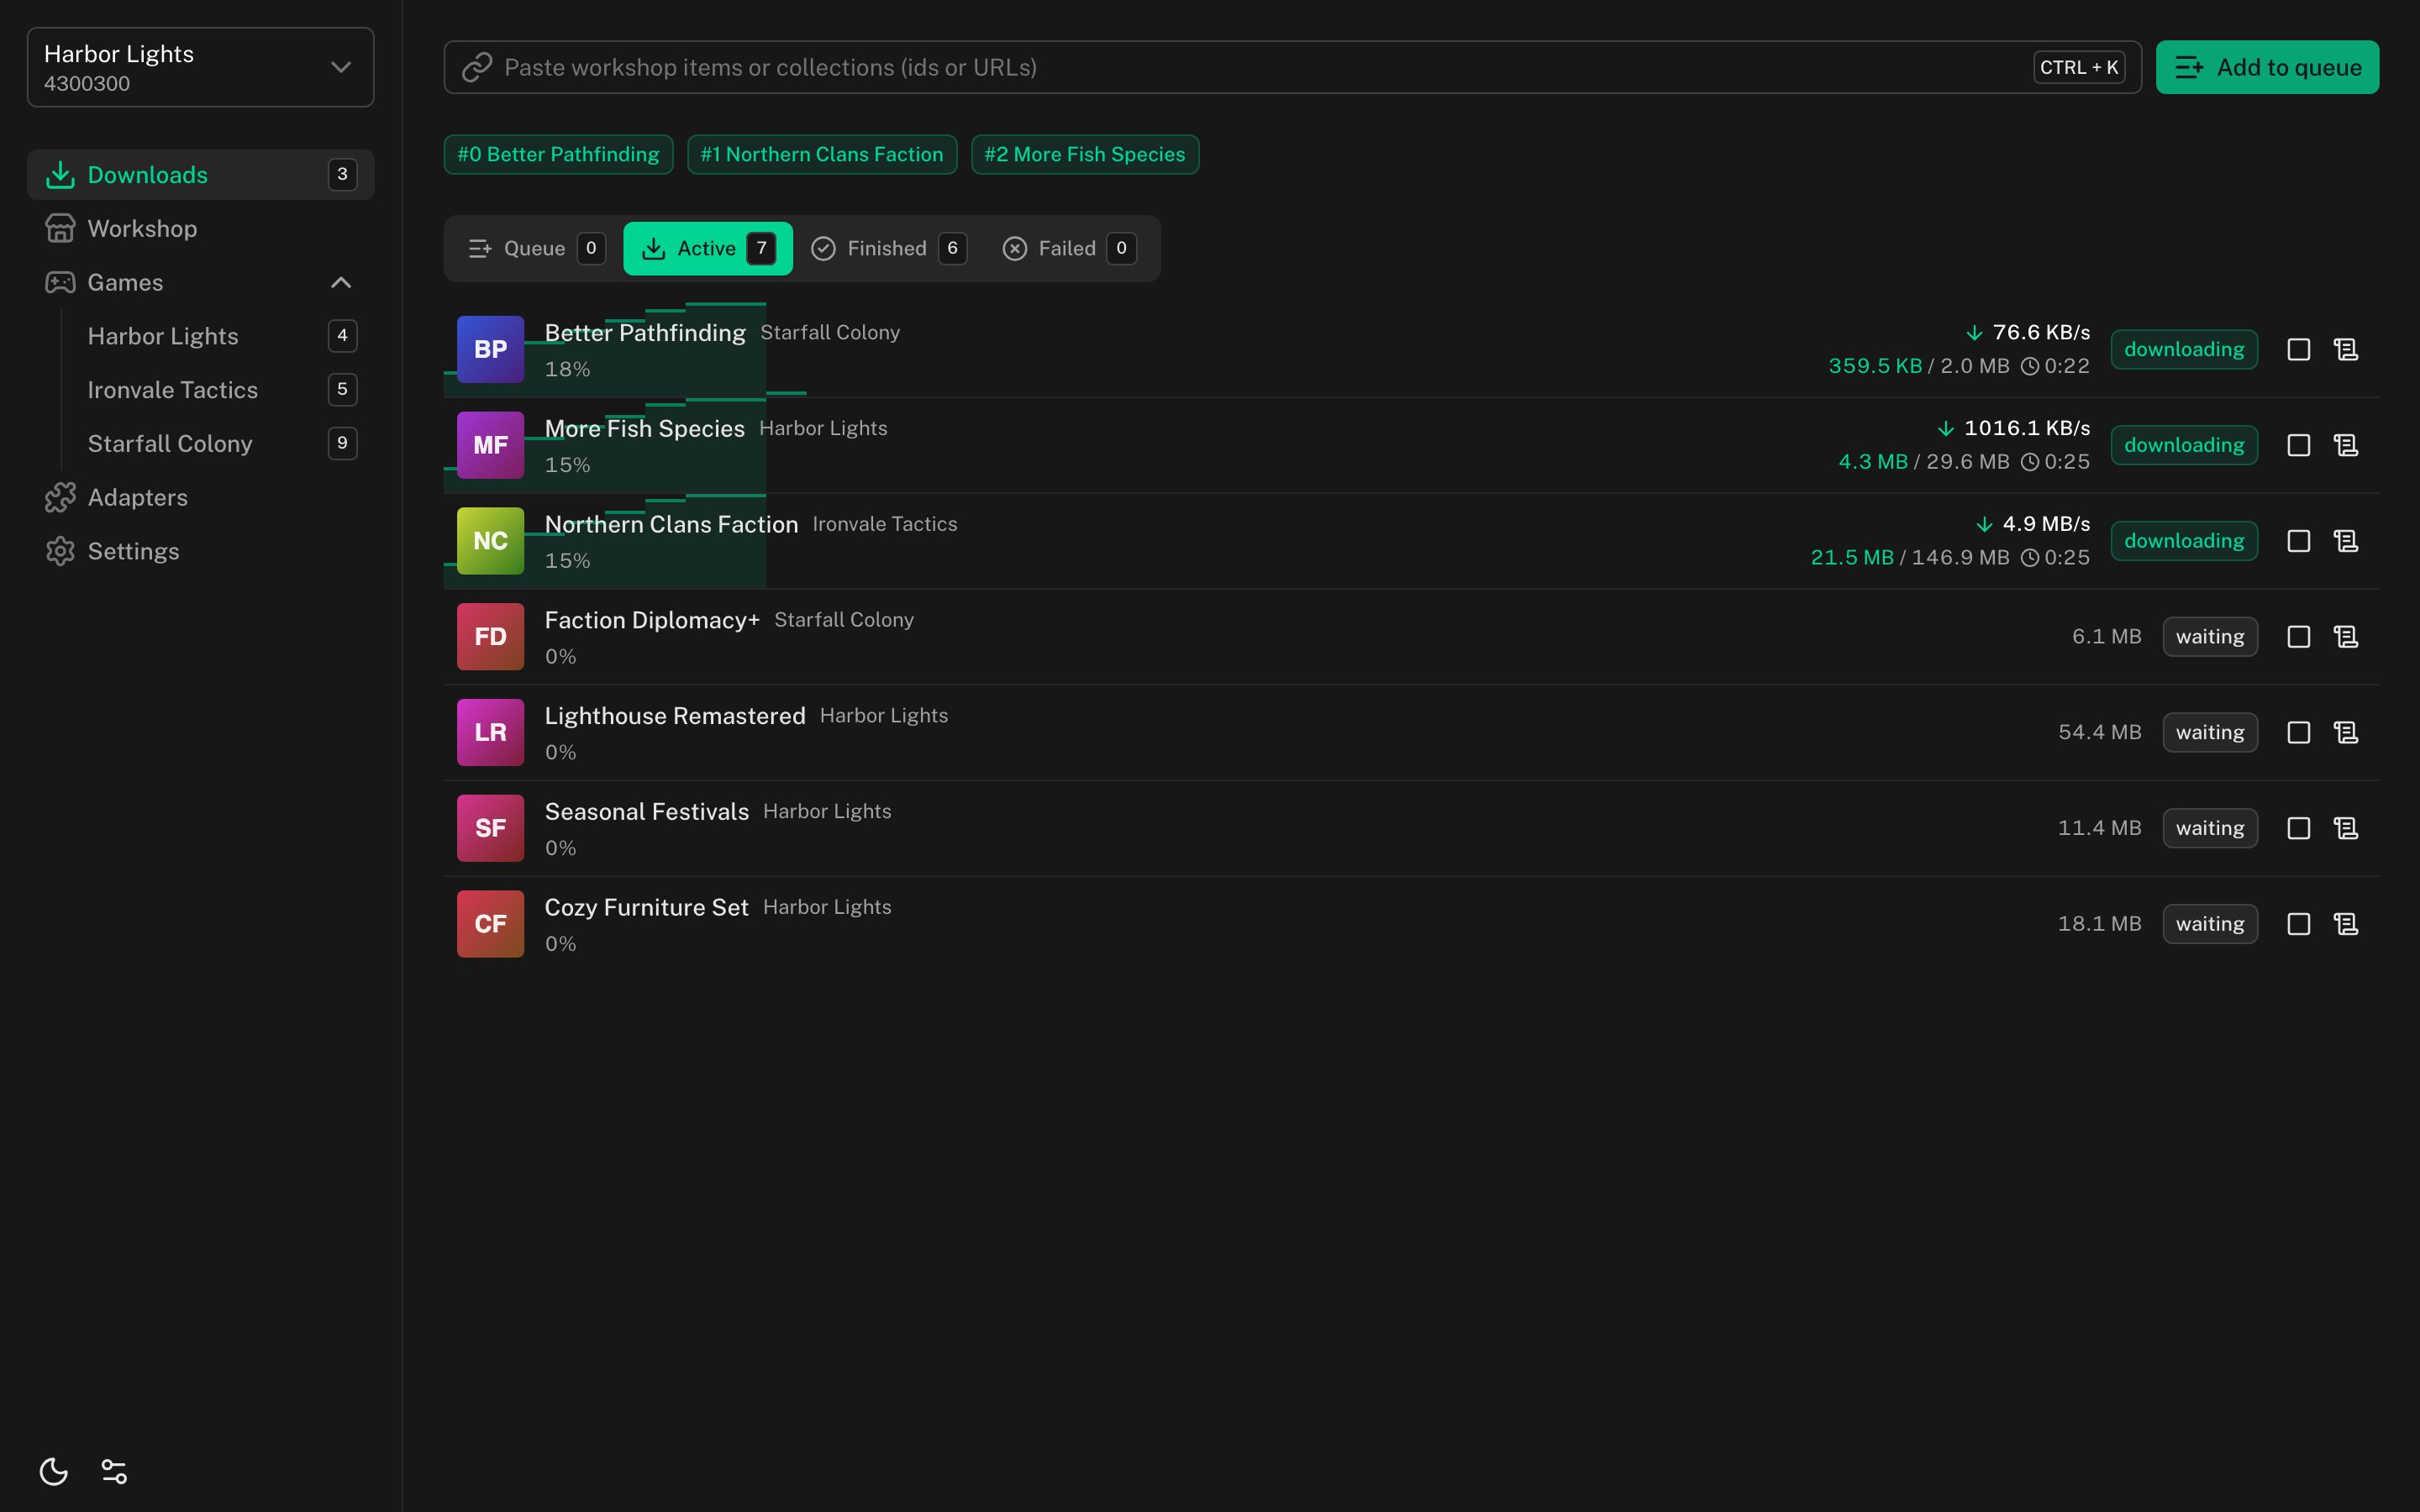 Harbor Lights
4300300
Downloads 3
Workshop
Games
Harbor Lights 4
Ironvale Tactics 5
Starfall Colony 9
Adapters
Settings
Paste workshop items or collections (ids or URLs) CTRL + K Add to queue
#0 Better Pathfinding #1 Northern Clans Faction #2 More Fish Species
Queue 0 Active 7 Finished 6 Failed 0
BP Better Pathfinding Starfall Colony 76.6 KB/s downloading
18% 359.5 KB / 2.0 MB 0:22
MF More Fish Species Harbor Lights 1016.1 KB/s downloading
15% 4.3 MB / 29.6 MB 0:25
NC Northern Clans Faction Ironvale Tactics 4.9 MB/s downloading
15% 21.5 MB / 146.9 MB 0:25
FD Faction Diplomacy+ Starfall Colony 6.1 MB waiting
0%
LR Lighthouse Remastered Harbor Lights 54.4 MB waiting
0%
SF Seasonal Festivals Harbor Lights 11.4 MB waiting
0%
CF Cozy Furniture Set Harbor Lights 18.1 MB waiting
0%